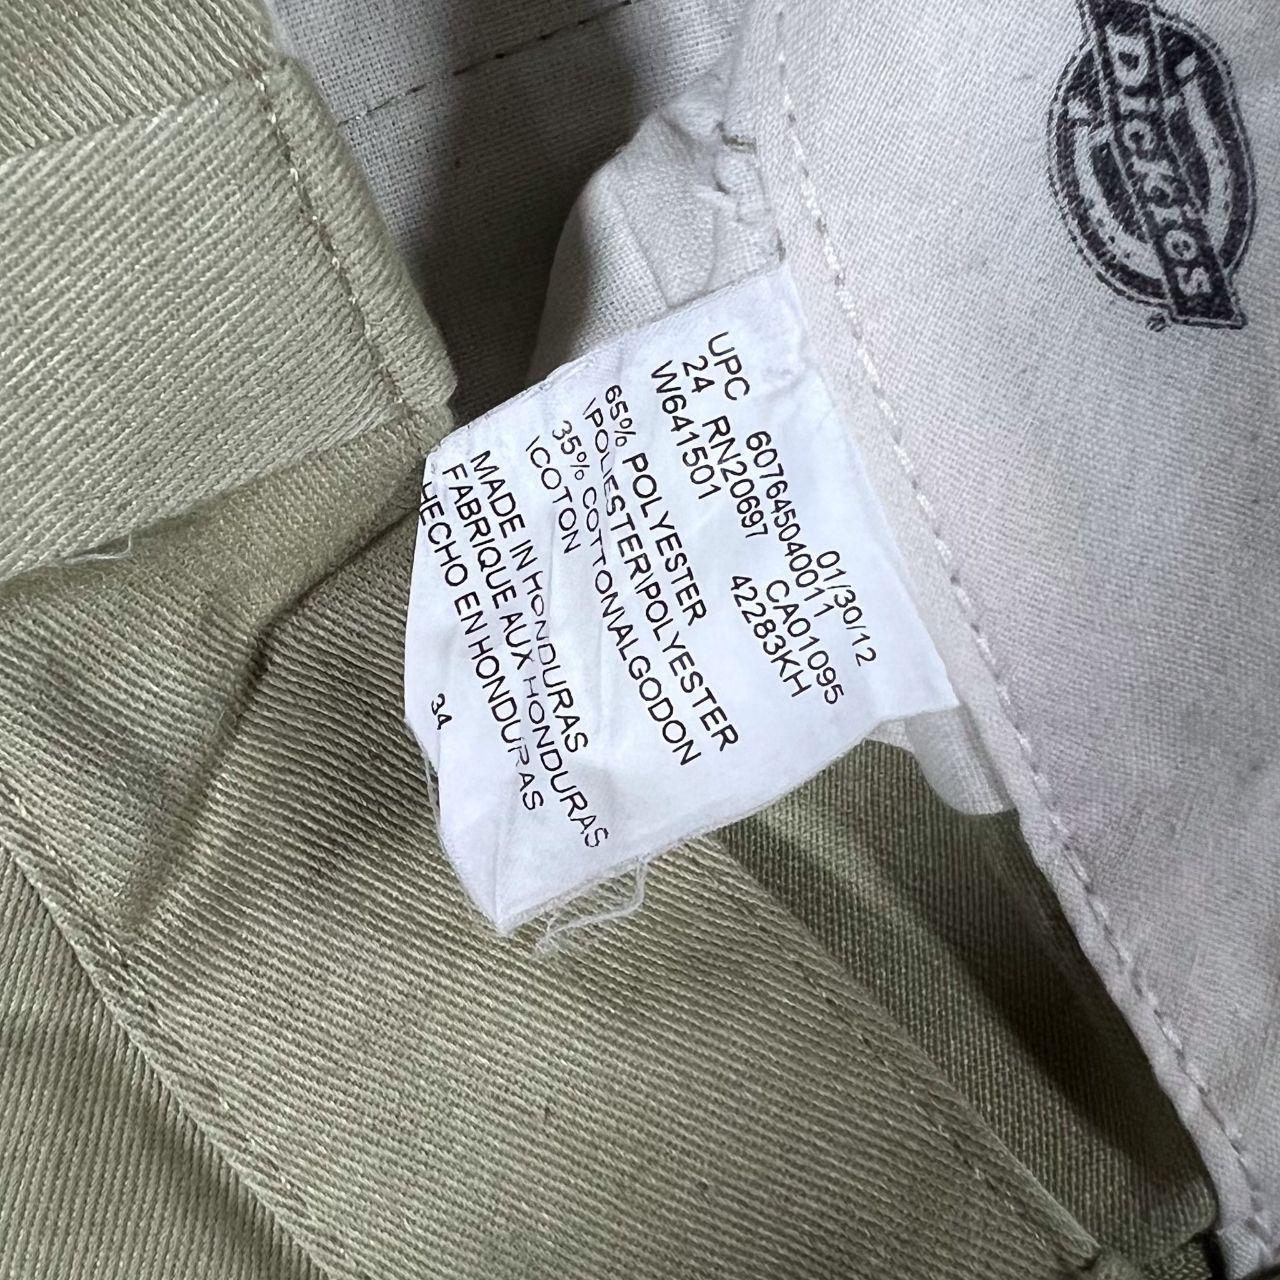 Dickies
®
01/30/12
UPC 607645040011
24 RN20697 CA01095
W641501 42283KH
65% POLYESTER
\POLIESTER\POLYESTER
35% COTTON\ALGODON
\COTON
MADE IN HONDURAS
FABRIQUE AUX HONDURAS
HECHO EN HONDURAS
34